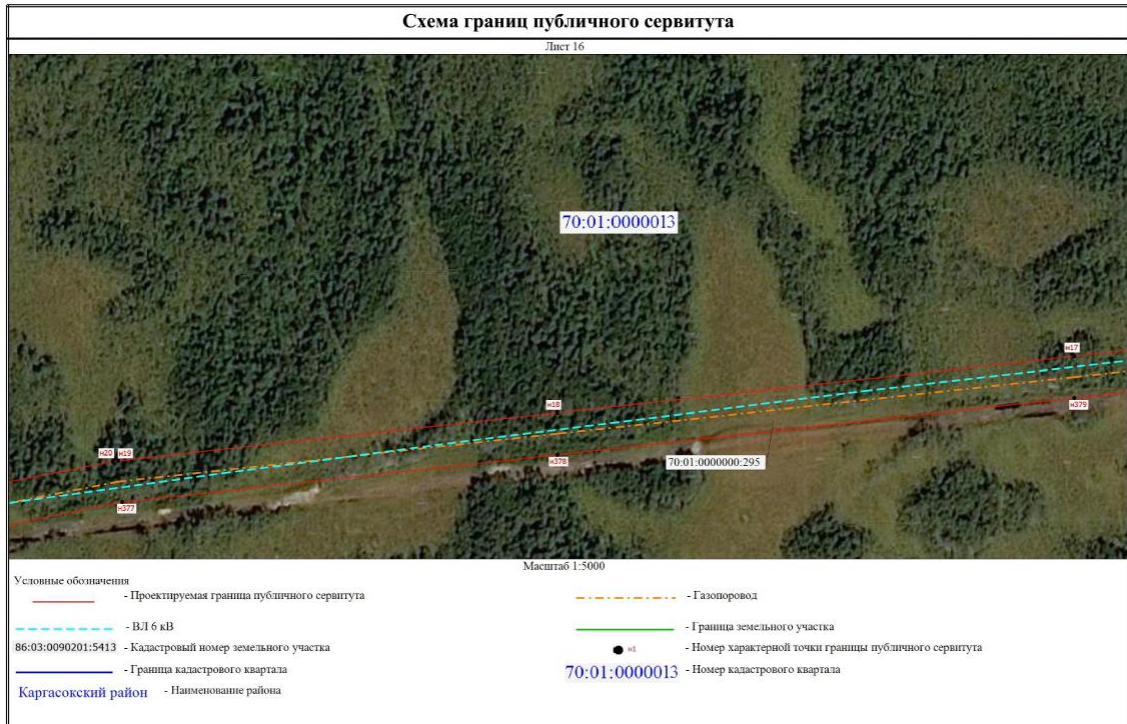 Схема границ публичного сервитута
Лист 16
70:01:0000013
н17
н18
н379
н20 н19
н378
70:01:0000000:295
н377
Масштаб 1:5000
Условные обозначения
- Проектируемая граница публичного сервитута
- Газопоровод
- ВЛ 6 кВ
- Граница земельного участка
86:03:0090201:5413 - Кадастровый номер земельного участка
н1 - Номер характерной точки границы публичного сервитута
- Граница кадастрового квартала
70:01:0000013 - Номер кадастрового квартала
Каргасокский район - Наименование района